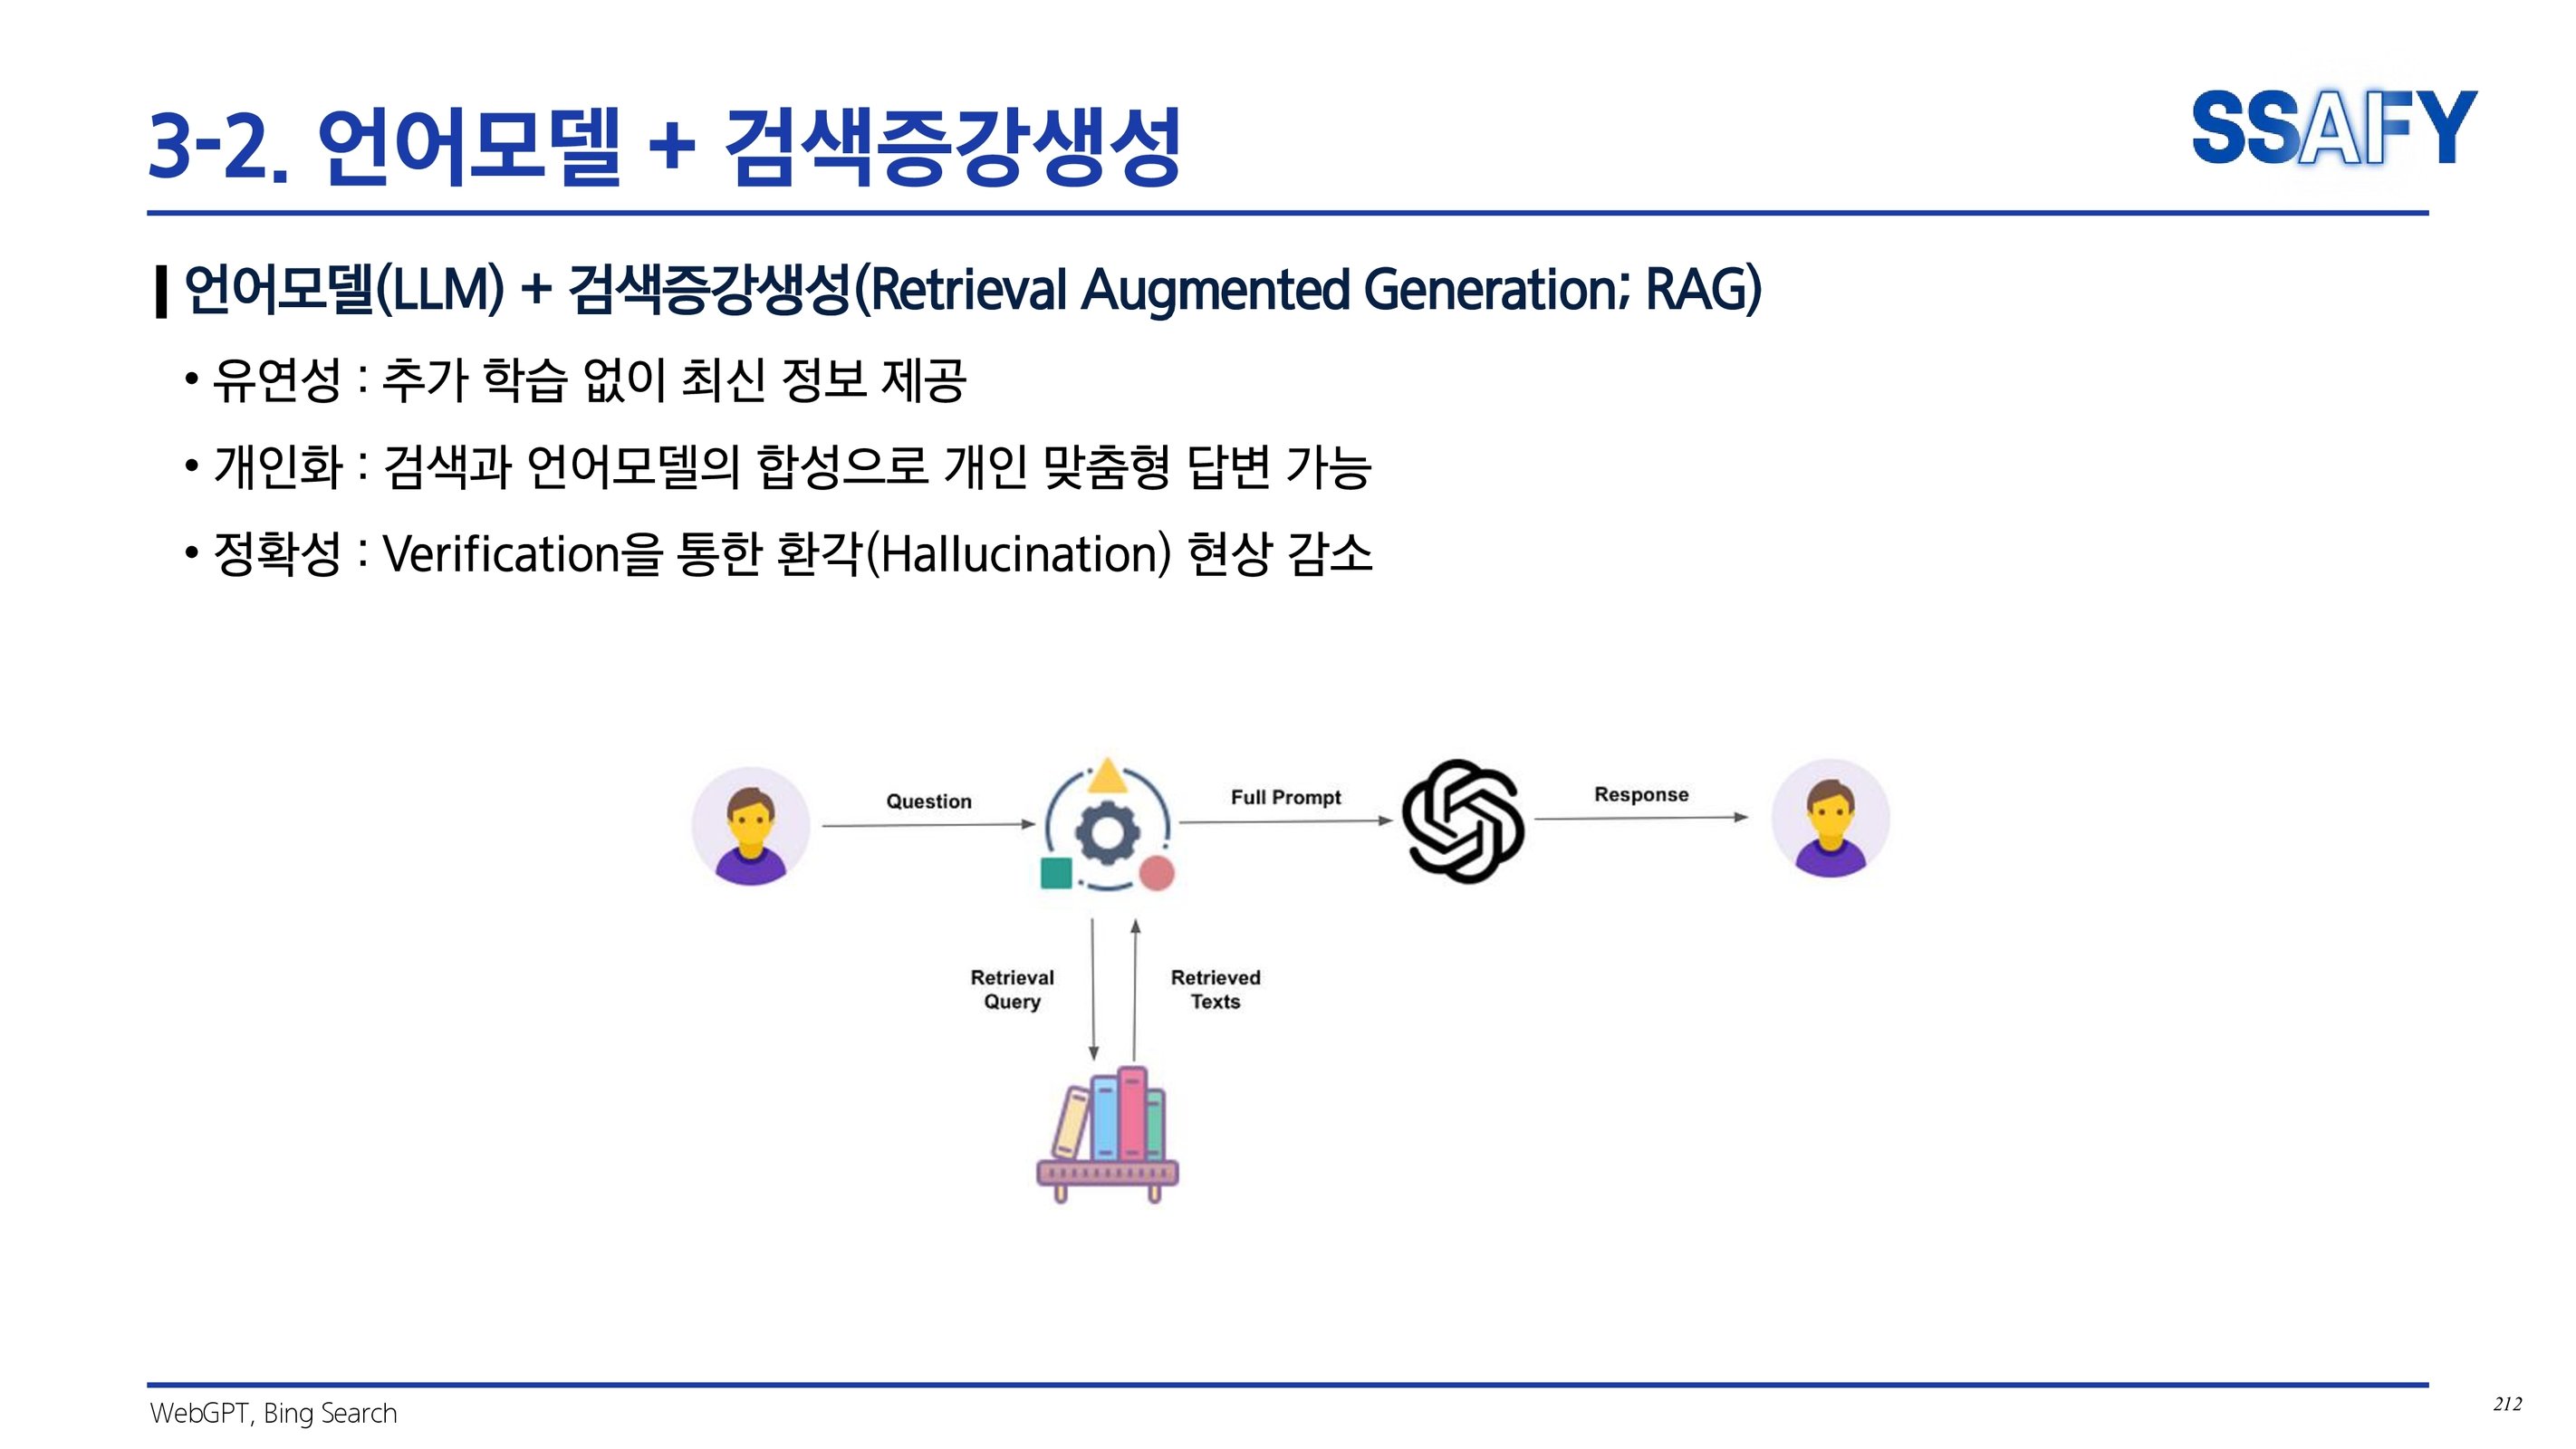 3-2. 언어모델 + 검색증강생성
SSAFY
언어모델(LLM) + 검색증강생성(Retrieval Augmented Generation; RAG)
• 유연성 : 추가 학습 없이 최신 정보 제공
• 개인화 : 검색과 언어모델의 합성으로 개인 맞춤형 답변 가능
• 정확성 : Verification을 통한 환각(Hallucination) 현상 감소
Question
Full Prompt
Response
Retrieval
Query
Retrieved
Texts
WebGPT, Bing Search
212